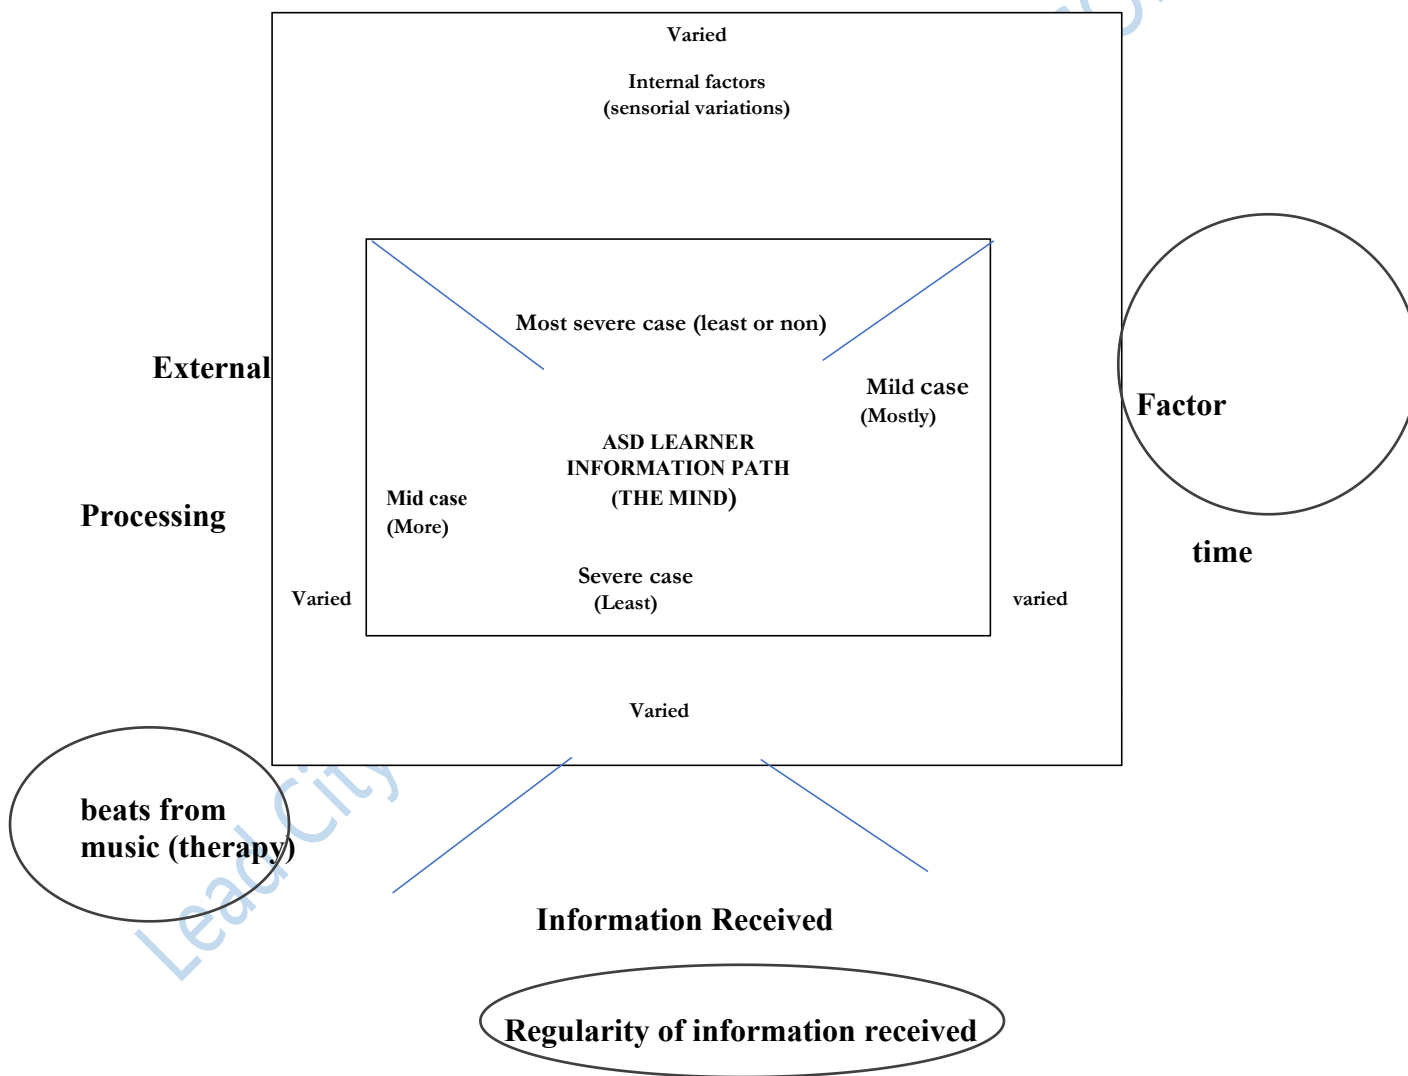 Varied
Internal factors
(sensorial variations)
Most severe case (least or non)
External
Mild case
(Mostly)
Factor
ASD LEARNER
INFORMATION PATH
(THE MIND)
Mid case
(More)
Processing
time
Severe case
(Least)
Varied
varied
Varied
beats from
music (therapy)
Lead City
Information Received
Regularity of information received